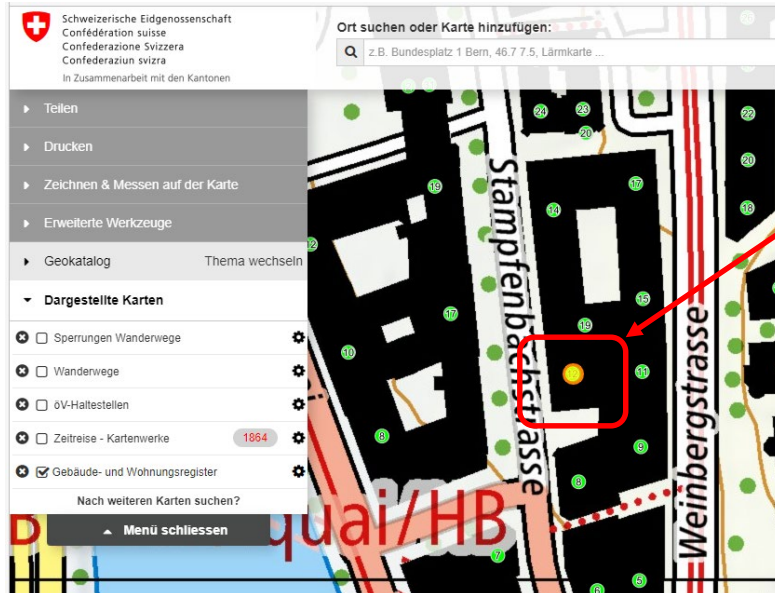 Schweizerische Eidgenossenschaft
Confédération suisse
Confederazione Svizzera
Confederaziun svizra
In Zusammenarbeit mit den Kantonen
Ort suchen oder Karte hinzufügen:
z.B. Bundesplatz 1 Bern, 46.7 7.5, Lärmkarte ...
Teilen
Drucken
Zeichnen & Messen auf der Karte
Erweiterte Werkzeuge
Geokatalog Thema wechseln
Dargestellte Karten
Sperrungen Wanderwege
Wanderwege
öV-Haltestellen
Zeitreise - Kartenwerke 1864
Gebäude- und Wohnungsregister
Nach weiteren Karten suchen?
Menü schliessen
Stampfenbachstrasse
Weinbergstrasse
quai/HB
24
23
20
22
20
18
19
17
14
17
15
19
10
11
8
9
8
7
5
6